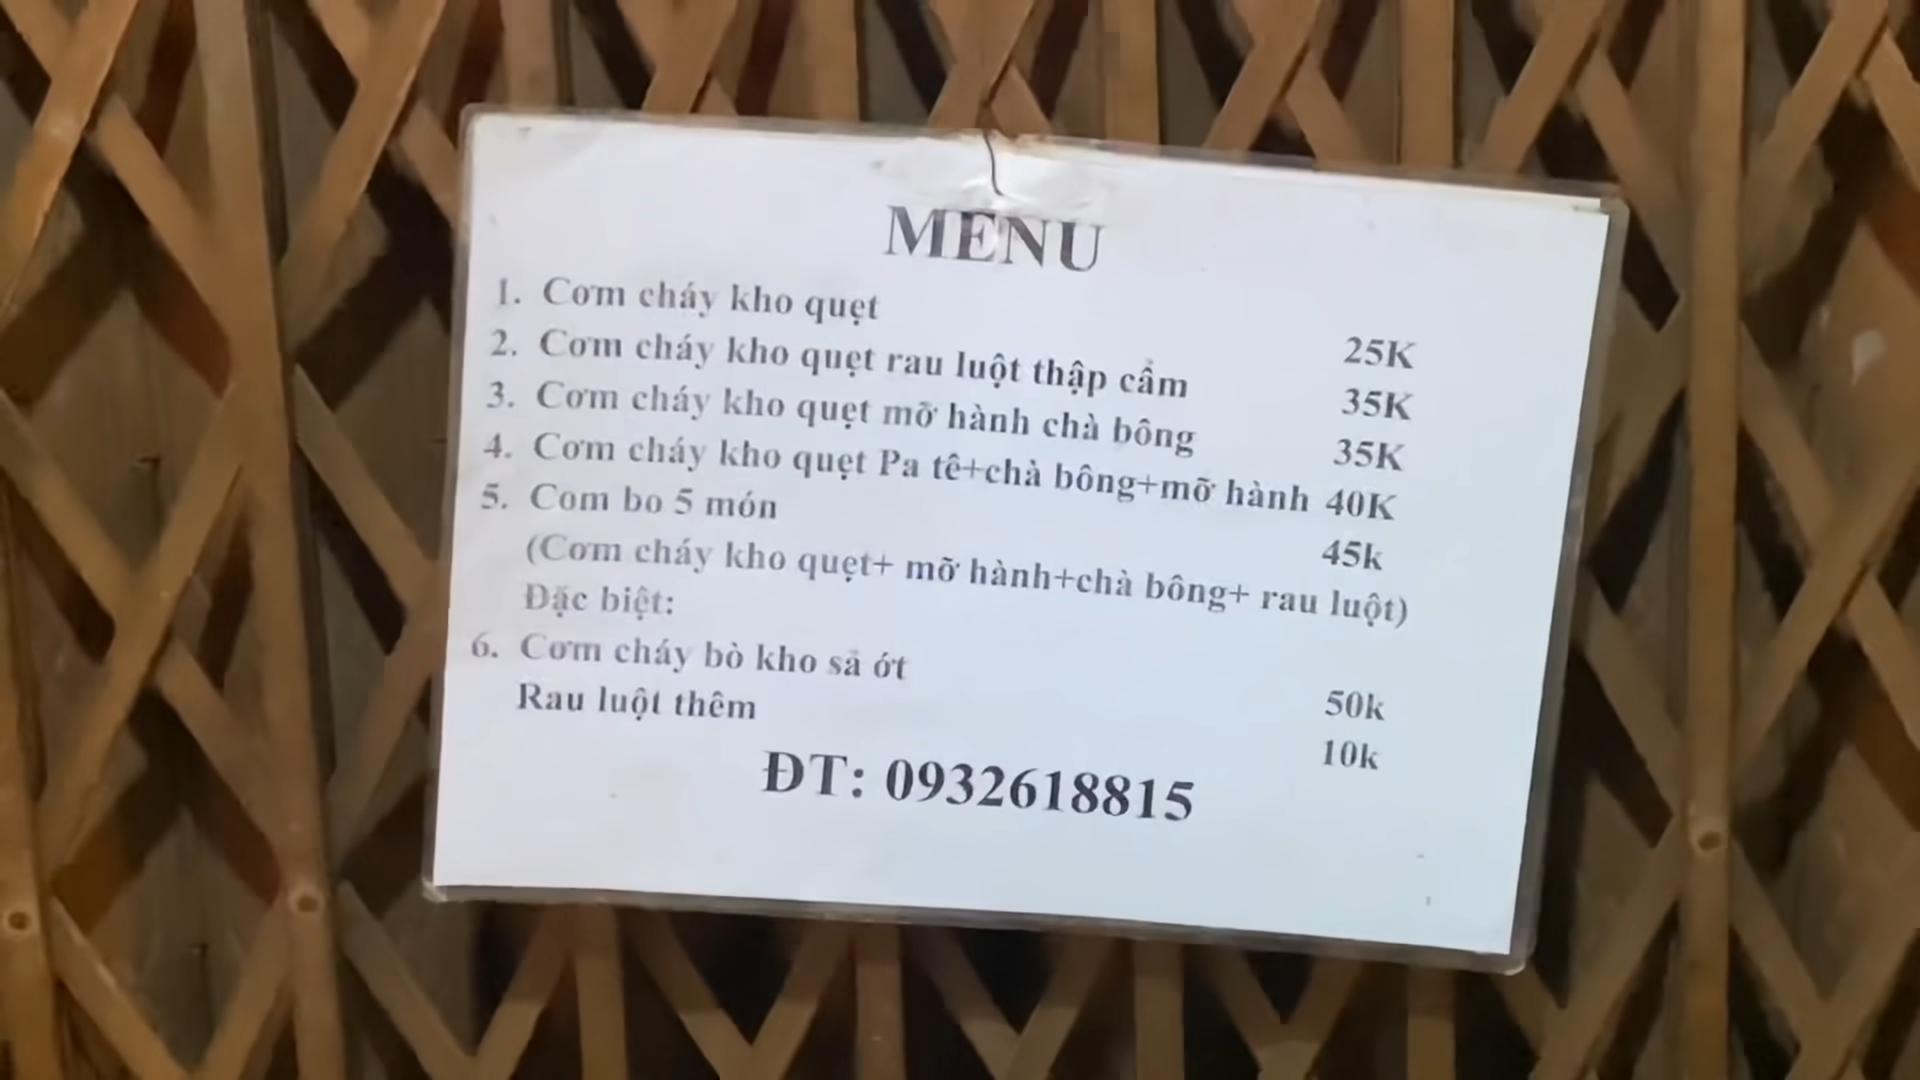 MENU
1. Cơm cháy kho quẹt 25K
2. Cơm cháy kho quẹt rau luột thập cẩm 35K
3. Cơm cháy kho quẹt mỡ hành chà bông 35K
4. Cơm cháy kho quẹt Pa tê+chà bông+mỡ hành 40K
5. Com bo 5 món 45k
(Cơm cháy kho quẹt+ mỡ hành+chà bông+ rau luột)
Đặc biệt:
6. Cơm cháy bò kho sả ớt 50k
Rau luột thêm 10k
ĐT: 0932618815